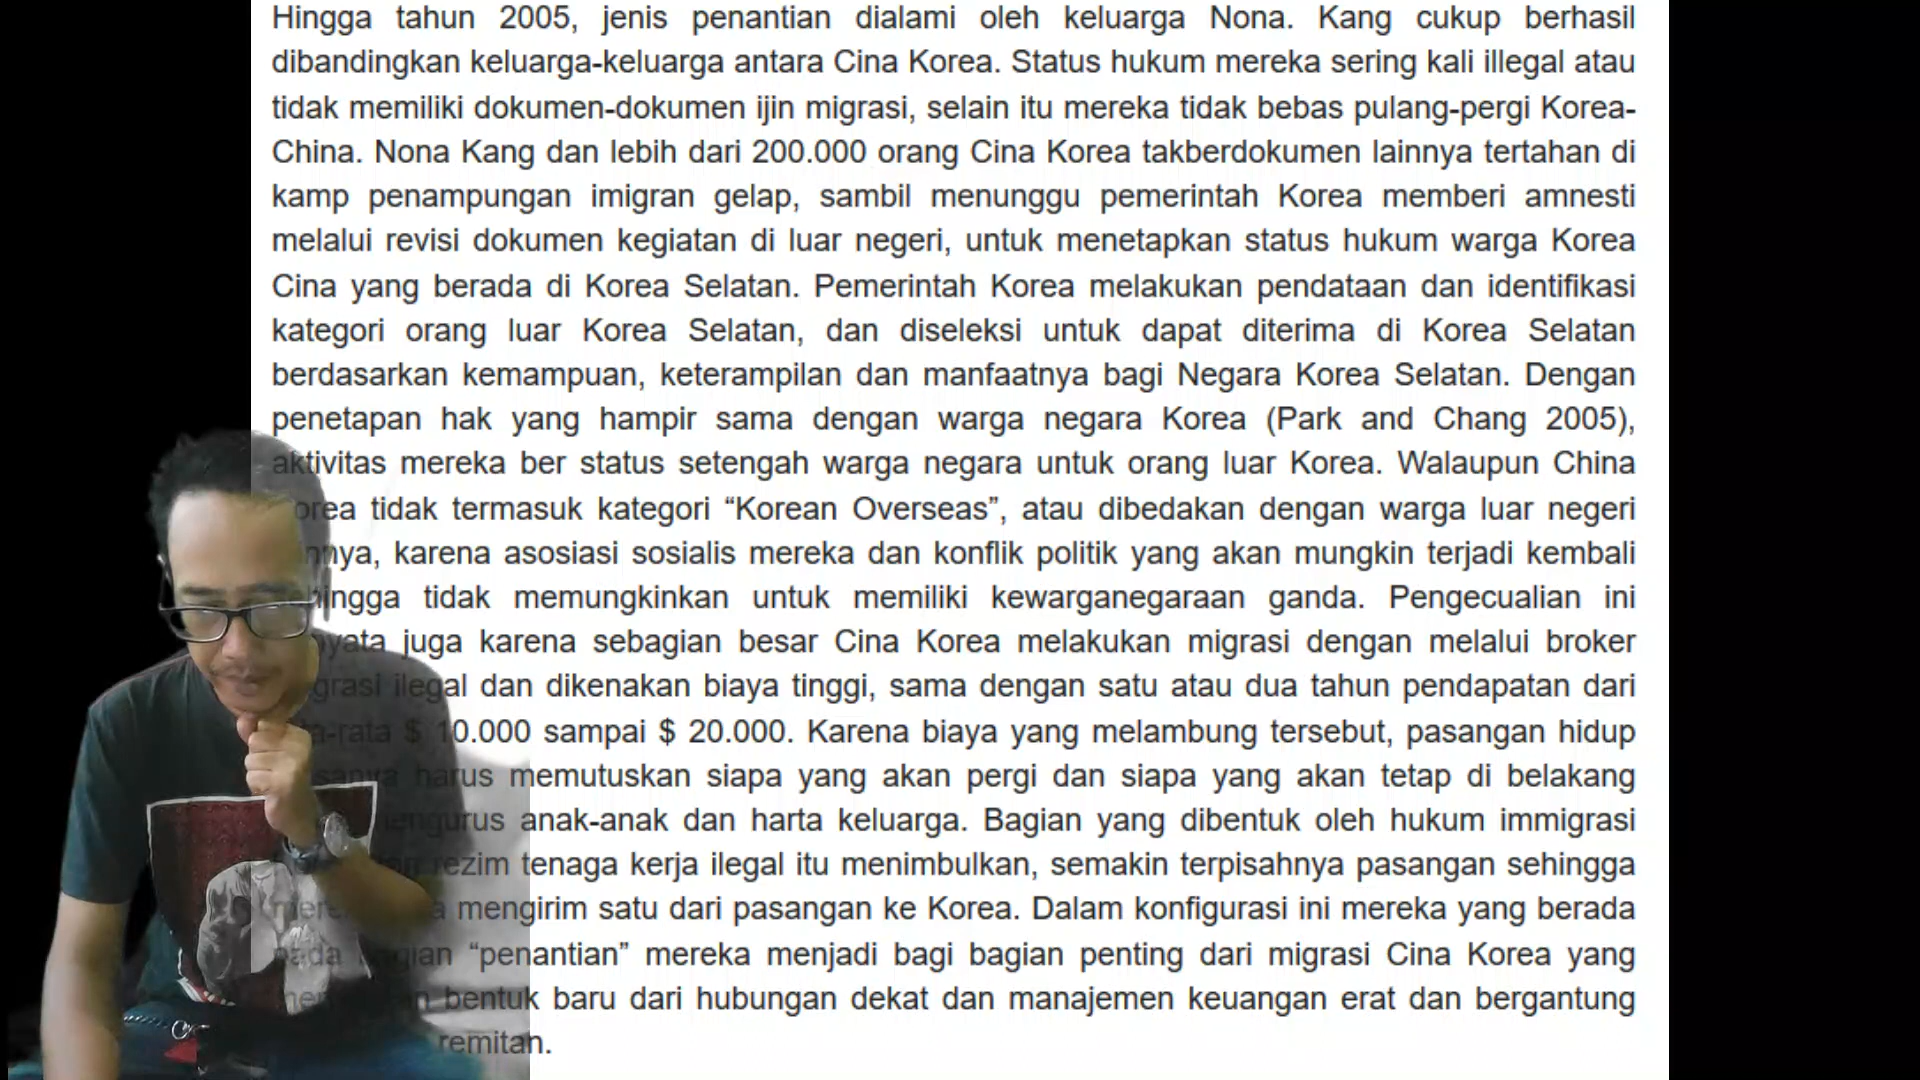 Hingga tahun 2005, jenis penantian dialami oleh keluarga Nona. Kang cukup berhasil
dibandingkan keluarga-keluarga antara Cina Korea. Status hukum mereka sering kali illegal atau
tidak memiliki dokumen-dokumen ijin migrasi, selain itu mereka tidak bebas pulang-pergi Korea-
China. Nona Kang dan lebih dari 200.000 orang Cina Korea takberdokumen lainnya tertahan di
kamp penampungan imigran gelap, sambil menunggu pemerintah Korea memberi amnesti
melalui revisi dokumen kegiatan di luar negeri, untuk menetapkan status hukum warga Korea
Cina yang berada di Korea Selatan. Pemerintah Korea melakukan pendataan dan identifikasi
kategori orang luar Korea Selatan, dan diseleksi untuk dapat diterima di Korea Selatan
berdasarkan kemampuan, keterampilan dan manfaatnya bagi Negara Korea Selatan. Dengan
penetapan hak yang hampir sama dengan warga negara Korea (Park and Chang 2005),
aktivitas mereka ber status setengah warga negara untuk orang luar Korea. Walaupun China
tidak termasuk kategori “Korean Overseas”, atau dibedakan dengan warga luar negeri
karena asosiasi sosialis mereka dan konflik politik yang akan mungkin terjadi kembali
tidak memungkinkan untuk memiliki kewarganegaraan ganda. Pengecualian ini
juga karena sebagian besar Cina Korea melakukan migrasi dengan melalui broker
ilegal dan dikenakan biaya tinggi, sama dengan satu atau dua tahun pendapatan dari
$ 10.000 sampai $ 20.000. Karena biaya yang melambung tersebut, pasangan hidup
harus memutuskan siapa yang akan pergi dan siapa yang akan tetap di belakang
anak-anak dan harta keluarga. Bagian yang dibentuk oleh hukum immigrasi
rezim tenaga kerja ilegal itu menimbulkan, semakin terpisahnya pasangan sehingga
mengirim satu dari pasangan ke Korea. Dalam konfigurasi ini mereka yang berada
pada bagian “penantian” mereka menjadi bagi bagian penting dari migrasi Cina Korea yang
bentuk baru dari hubungan dekat dan manajemen keuangan erat dan bergantung
remitan.